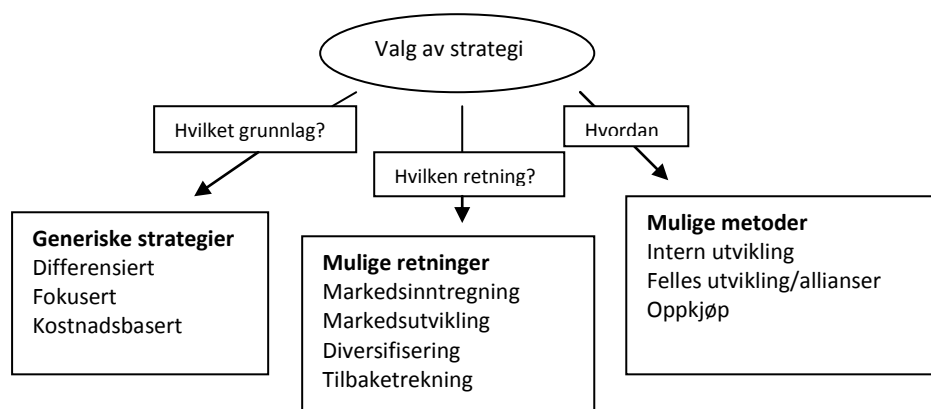 Valg av strategi
Hvilket grunnlag?
Hvilken retning?
Hvordan
Generiske strategier
Differensiert
Fokusert
Kostnadsbasert
Mulige retninger
Markedsinntregning
Markedsutvikling
Diversifisering
Tilbaketrekning
Mulige metoder
Intern utvikling
Felles utvikling/allianser
Oppkjøp